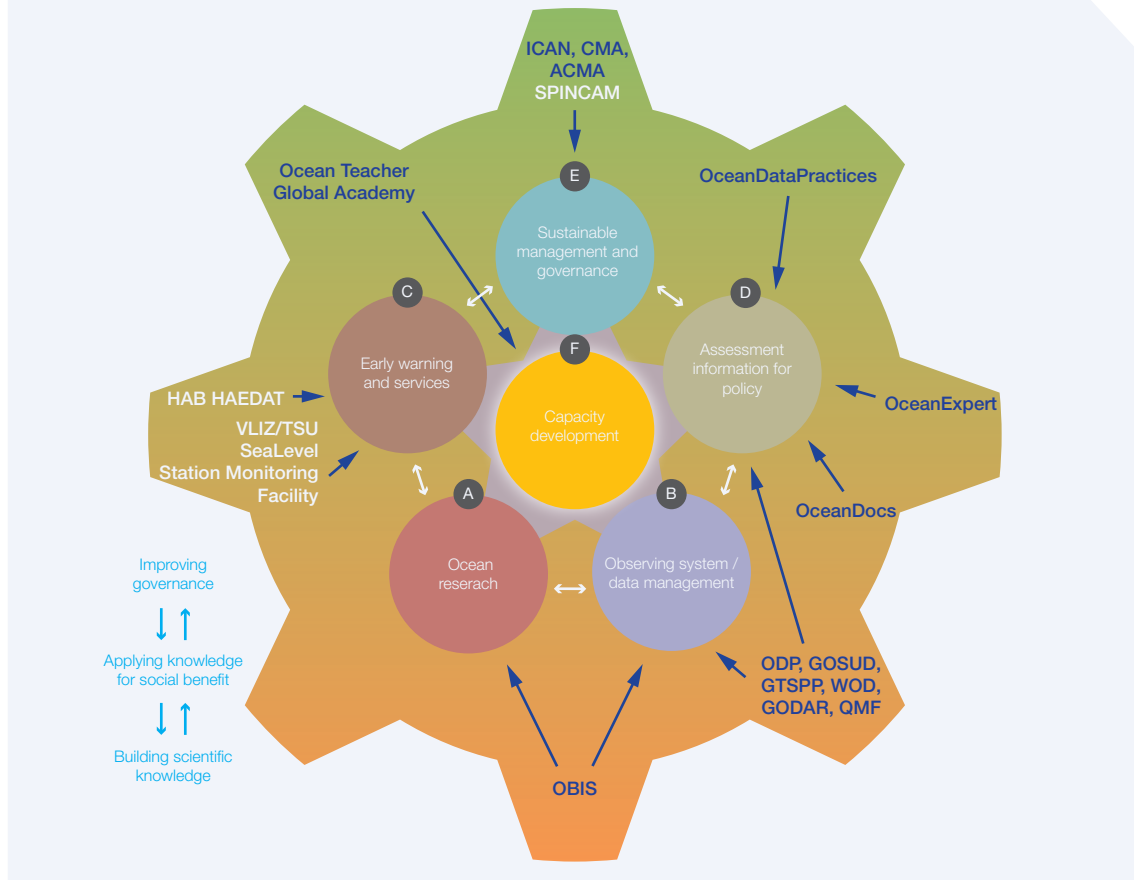 ICAN, CMA,
ACMA
SPINCAM
Ocean Teacher
Global Academy
OceanDataPractices
E
Sustainable
management and
governance
C
Early warning
and services
D
Assessment
information for
policy
F
Capacity
development
HAB HAEDAT
VLIZ/TSU
SeaLevel
Station Monitoring
Facility
OceanExpert
OceanDocs
A
Ocean
reserach
B
Observing system /
data management
ODP, GOSUD,
GTSPP, WOD,
GODAR, QMF
OBIS
Improving
governance
Applying knowledge
for social benefit
Building scientific
knowledge